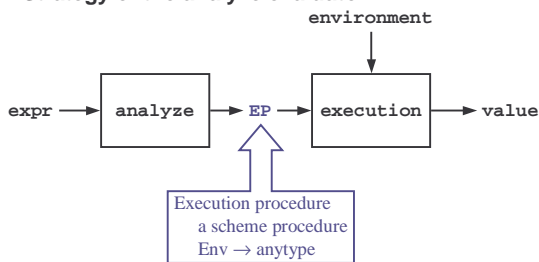 environment
expr analyze EP execution value
Execution procedure
a scheme procedure
Env → anytype